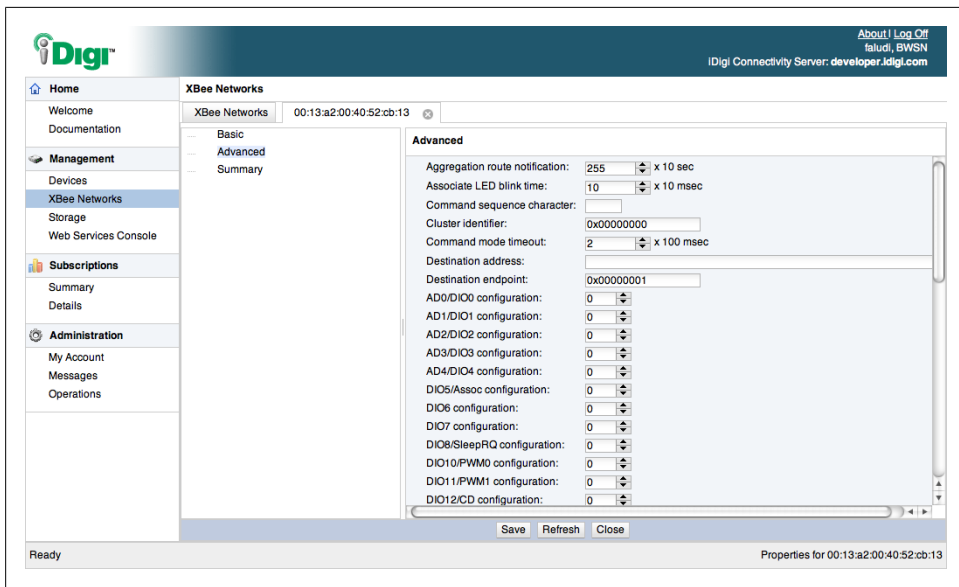 iDigi™
About | Log Off
faludi, BWSN
iDigi Connectivity Server: developer.idigi.com
Home
Welcome
Documentation
Management
Devices
XBee Networks
Storage
Web Services Console
Subscriptions
Summary
Details
Administration
My Account
Messages
Operations
XBee Networks
XBee Networks 00:13:a2:00:40:52:cb:13
Basic
Advanced
Summary
Advanced
Aggregation route notification: 255 x 10 sec
Associate LED blink time: 10 x 10 msec
Command sequence character:
Cluster identifier: 0x00000000
Command mode timeout: 2 x 100 msec
Destination address:
Destination endpoint: 0x00000001
AD0/DIO0 configuration: 0
AD1/DIO1 configuration: 0
AD2/DIO2 configuration: 0
AD3/DIO3 configuration: 0
AD4/DIO4 configuration: 0
DIO5/Assoc configuration: 0
DIO6 configuration: 0
DIO7 configuration: 0
DIO8/SleepRQ configuration: 0
DIO10/PWM0 configuration: 0
DIO11/PWM1 configuration: 0
DIO12/CD configuration: 0
Save Refresh Close
Ready Properties for 00:13:a2:00:40:52:cb:13